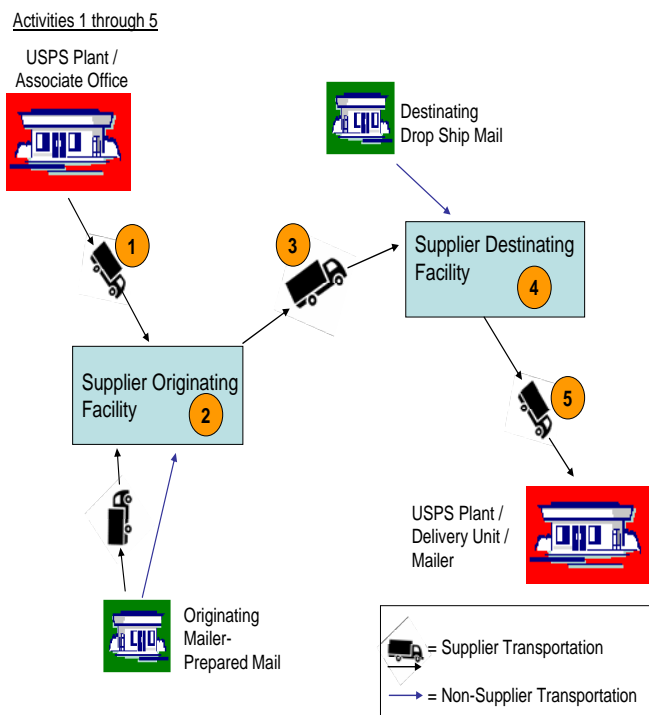 Activities 1 through 5
USPS Plant /
Associate Office
Destinating
Drop Ship Mail
1
3
Supplier Destinating
Facility
4
Supplier Originating
Facility
2
5
USPS Plant /
Delivery Unit /
Mailer
Originating
Mailer-
Prepared Mail
= Supplier Transportation
= Non-Supplier Transportation